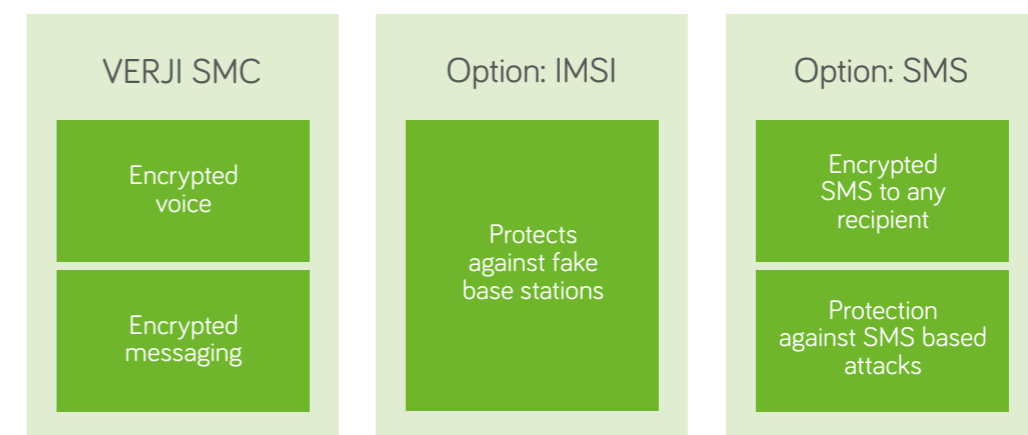 VERJI SMC
Encrypted
voice
Encrypted
messaging
Option: IMSI
Protects
against fake
base stations
Option: SMS
Encrypted
SMS to any
recipient
Protection
against SMS based
attacks